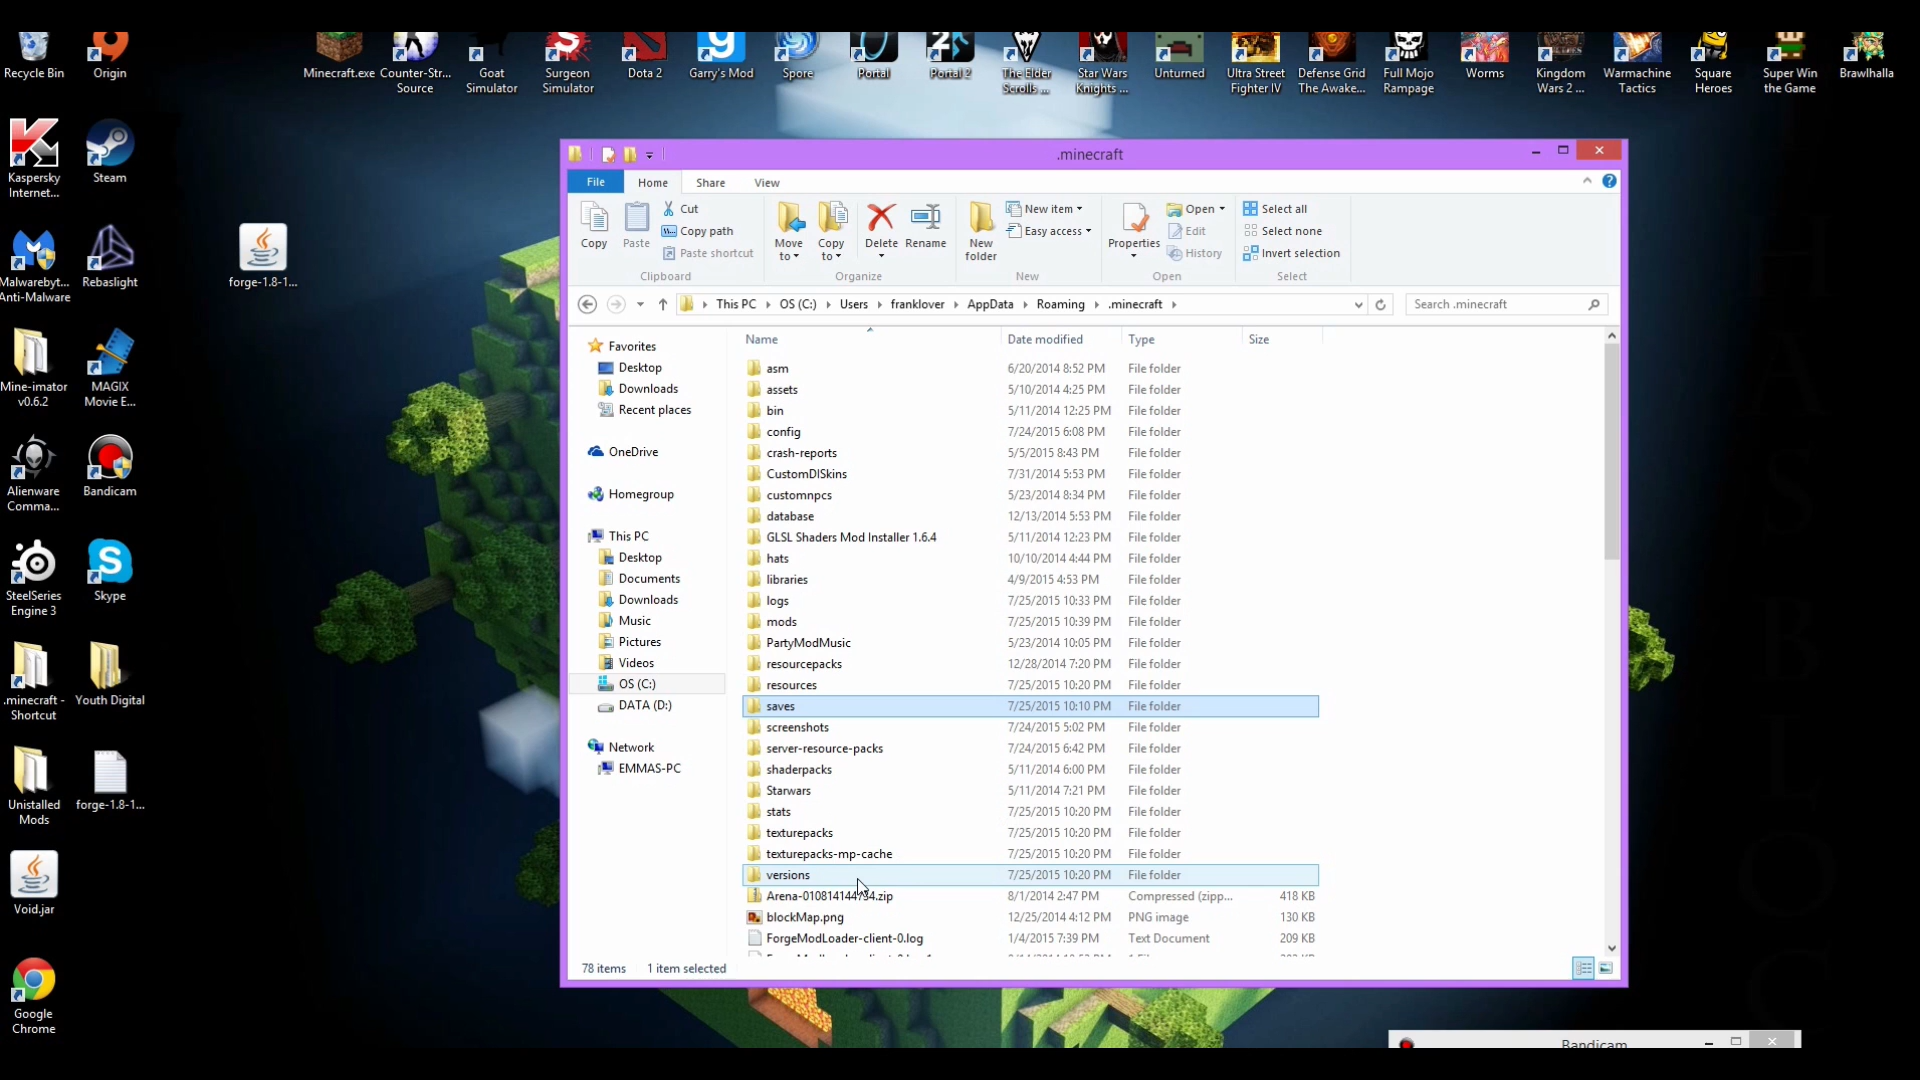 Recycle Bin
Origin
Minecraft.exe
Counter-Str...
Source
Goat
Simulator
Surgeon
Simulator
Dota 2
Garry's Mod
Spore
Portal
Portal 2
The Elder
Scrolls ...
Star Wars
Knights ...
Unturned
Ultra Street
Fighter IV
Defense Grid
The Awake...
Full Mojo
Rampage
Worms
Kingdom
Wars 2 ...
Warmachine
Tactics
Square
Heroes
Super Win
the Game
Brawlhalla
Kaspersky
Internet...
Steam
Malwarebyt...
Anti-Malware
Rebaslight
forge-1.8-1...
Mine-imator
v0.6.2
MAGIX
Movie E...
Alienware
Comma...
Bandicam
SteelSeries
Engine 3
Skype
.minecraft -
Shortcut
Youth Digital
Unistalled
Mods
forge-1.8-1...
Void.jar
Google
Chrome
.minecraft
File
Home
Share
View
Copy
Paste
Cut
Copy path
Paste shortcut
Clipboard
Move
to
Copy
to
Delete
Rename
Organize
New
folder
New item
Easy access
New
Properties
Open
Edit
History
Open
Select all
Select none
Invert selection
Select
This PC
OS (C:)
Users
franklover
AppData
Roaming
.minecraft
Search .minecraft
Favorites
Desktop
Downloads
Recent places
OneDrive
Homegroup
This PC
Desktop
Documents
Downloads
Music
Pictures
Videos
OS (C:)
DATA (D:)
Network
EMMAS-PC
Name Date modified Type Size
asm 6/20/2014 8:52 PM File folder
assets 5/10/2014 4:25 PM File folder
bin 5/11/2014 12:25 PM File folder
config 7/24/2015 6:08 PM File folder
crash-reports 5/5/2015 8:43 PM File folder
CustomDISkins 7/31/2014 5:53 PM File folder
customnpcs 5/23/2014 8:34 PM File folder
database 12/13/2014 5:53 PM File folder
GLSL Shaders Mod Installer 1.6.4 5/11/2014 12:23 PM File folder
hats 10/10/2014 4:44 PM File folder
libraries 4/9/2015 4:53 PM File folder
logs 7/25/2015 10:33 PM File folder
mods 7/25/2015 10:39 PM File folder
PartyModMusic 5/23/2014 10:05 PM File folder
resourcepacks 12/28/2014 7:20 PM File folder
resources 7/25/2015 10:20 PM File folder
saves 7/25/2015 10:10 PM File folder
screenshots 7/24/2015 5:02 PM File folder
server-resource-packs 7/24/2015 6:42 PM File folder
shaderpacks 5/11/2014 6:00 PM File folder
Starwars 5/11/2014 7:21 PM File folder
stats 7/25/2015 10:20 PM File folder
texturepacks 7/25/2015 10:20 PM File folder
texturepacks-mp-cache 7/25/2015 10:20 PM File folder
versions 7/25/2015 10:20 PM File folder
8/1/2014 2:47 PM Compressed (zipp... 418 KB
blockMap.png 12/25/2014 4:12 PM PNG image 130 KB
ForgeModLoader-client-0.log 1/4/2015 7:39 PM Text Document 209 KB
78 items 1 item selected
Bandicam